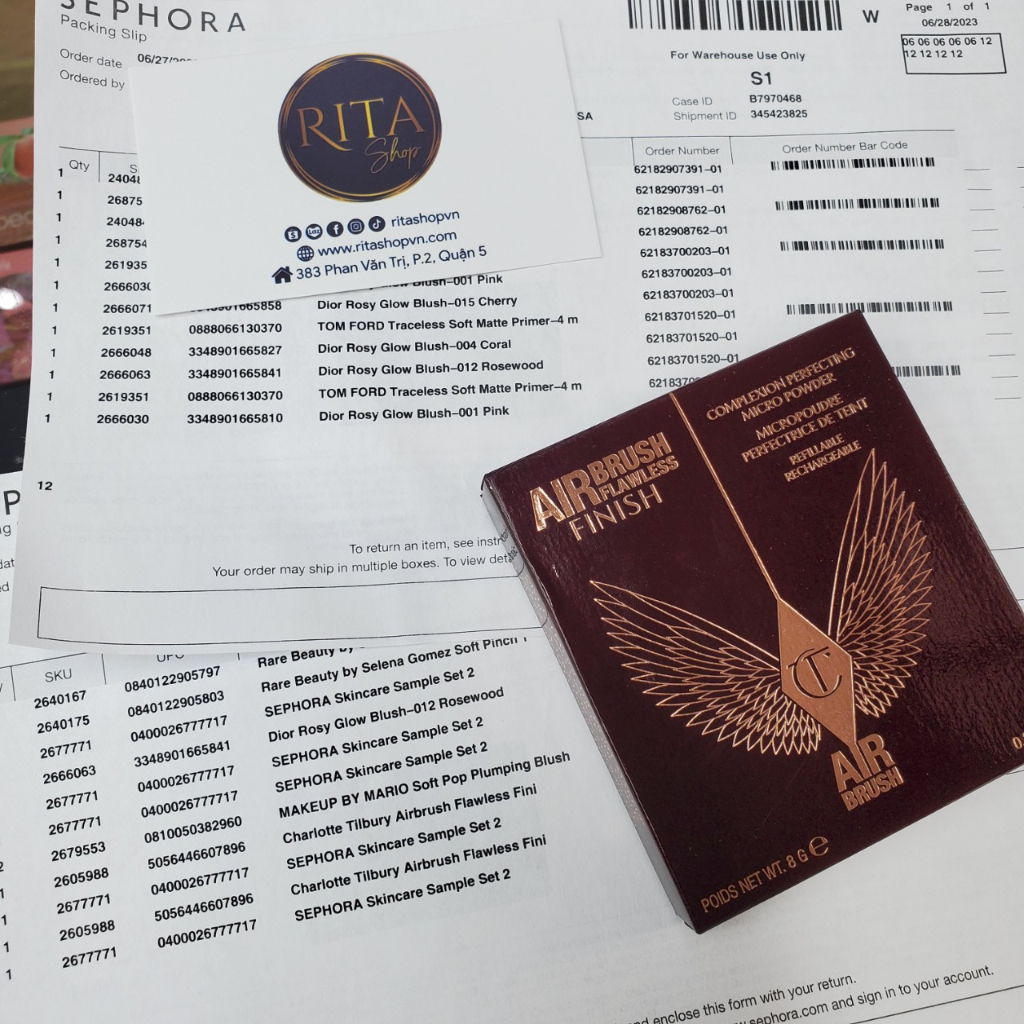 SEPHORA
Packing Slip
Order date 06/27/
Ordered by
W
Page 1 of 1
06/28/2023
06 06 06 06 06 12
12 12 12 12
For Warehouse Use Only
S1
Case ID B7970468
Shipment ID 345423825
SA
RITA
Shop
ritashopvn
www.ritashopvn.com
383 Phan Văn Trị, P.2, Quận 5
Qty Order Number Order Number Bar Code
1 62182907391-01
1 26875 62182907391-01
1 24048 62182908762-01
1 268754 62182908762-01
1 261935 62183700203-01
1 266603 -001 Pink 62183700203-01
1 2666071 665858 Dior Rosy Glow Blush-015 Cherry 62183700203-01
1 2619351 0888066130370 TOM FORD Traceless Soft Matte Primer-4 m 62183701520-01
1 2666048 3348901665827 Dior Rosy Glow Blush-004 Coral 62183701520-01
1 2666063 3348901665841 Dior Rosy Glow Blush-012 Rosewood 62183701520-01
1 2619351 0888066130370 TOM FORD Traceless Soft Matte Primer-4 m 621837
1 2666030 3348901665810 Dior Rosy Glow Blush-001 Pink
12
To return an item, see instr
Your order may ship in multiple boxes. To view det
SKU UPC
2640167 0840122905797 Rare Beauty by
2640175 0840122905803 Rare Beauty by Selena Gomez Soft Pinch
2677771 0400026777717 SEPHORA Skincare Sample Set 2
2666063 3348901665841 Dior Rosy Glow Blush-012 Rosewood
2677771 0400026777717 SEPHORA Skincare Sample Set 2
2677771 0400026777717 SEPHORA Skincare Sample Set 2
2 2679553 0810050382960 MAKEUP BY MARIO Soft Pop Plumping Blush
1 2605988 5056446607896 Charlotte Tilbury Airbrush Flawless Fini
1 2677771 0400026777717 SEPHORA Skincare Sample Set 2
1 2605988 5056446607896 Charlotte Tilbury Airbrush Flawless Fini
1 2677771 0400026777717 SEPHORA Skincare Sample Set 2
enclose this form with your return.
sephora.com and sign in to your account.
AIRBRUSH
FLAWLESS
FINISH
COMPLEXION PERFECTING
MICRO POWDER
MICROPOUDRE
PERFECTRICE DE TEINT
REFILLABLE
RECHARGEABLE
CT
AIR
BRUSH
POIDS NET WT. 8 G ℮